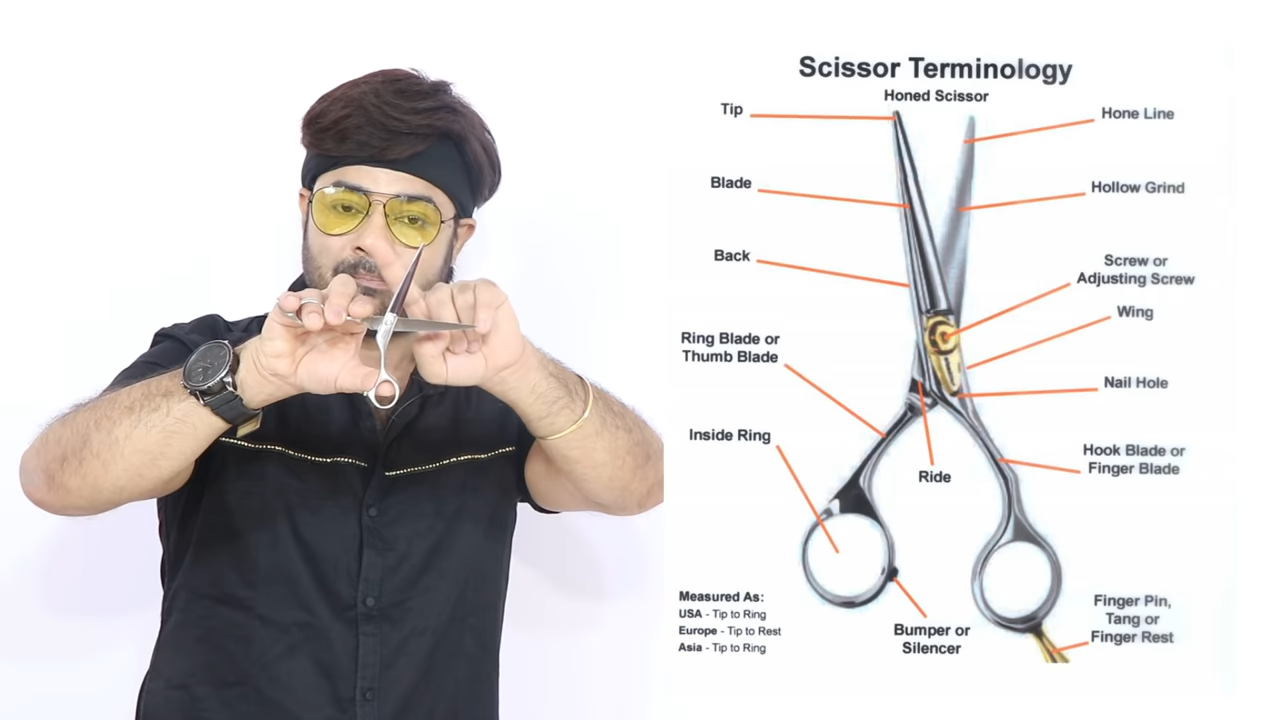 Scissor Terminology
Honed Scissor
Tip
Hone Line
Blade
Hollow Grind
Back
Screw or
Adjusting Screw
Wing
Ring Blade or
Thumb Blade
Nail Hole
Inside Ring
Hook Blade or
Finger Blade
Ride
Measured As:
USA - Tip to Ring
Europe - Tip to Rest
Asia - Tip to Ring
Bumper or
Silencer
Finger Pin,
Tang or
Finger Rest